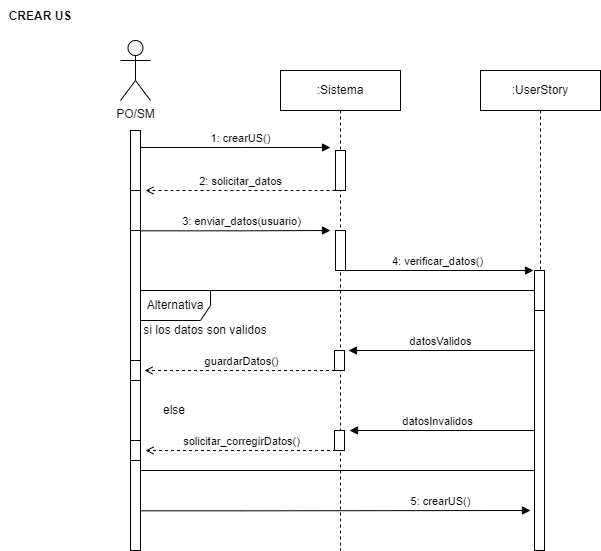 CREAR US
PO/SM
:Sistema
:UserStory
1: crearUS()
2: solicitar_datos
3: enviar_datos(usuario)
4: verificar_datos()
Alternativa
si los datos son validos
datosValidos
guardarDatos()
else
datosInvalidos
solicitar_corregirDatos()
5: crearUS()